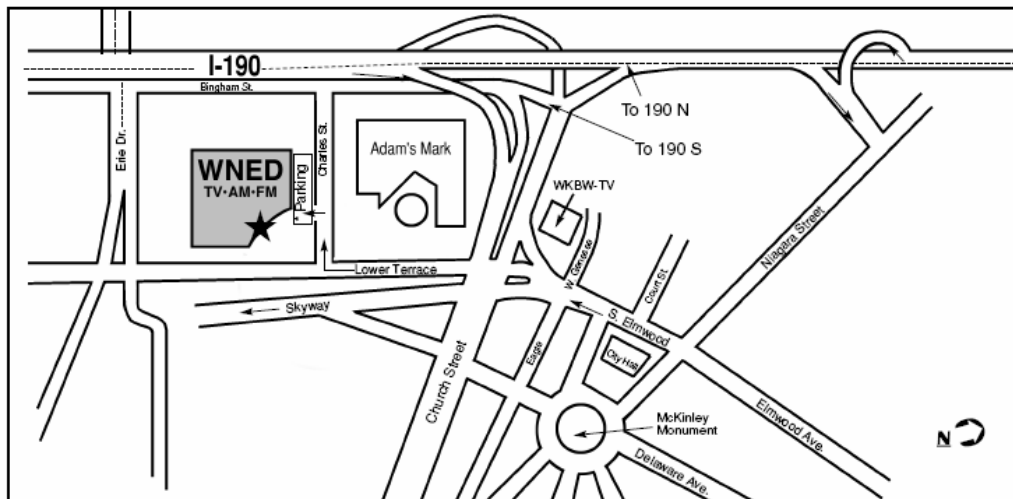 I-190
Bingham St.
Erie Dr.
WNED
TV•AM•FM
Parking
Charles St.
Adam's Mark
To 190 N
To 190 S
WKBW-TV
W. Genesee
Court St.
Niagara Street
Lower Terrace
Skyway
S. Elmwood
City Hall
Eagle
Church Street
Elmwood Ave.
McKinley
Monument
Delaware Ave.
N